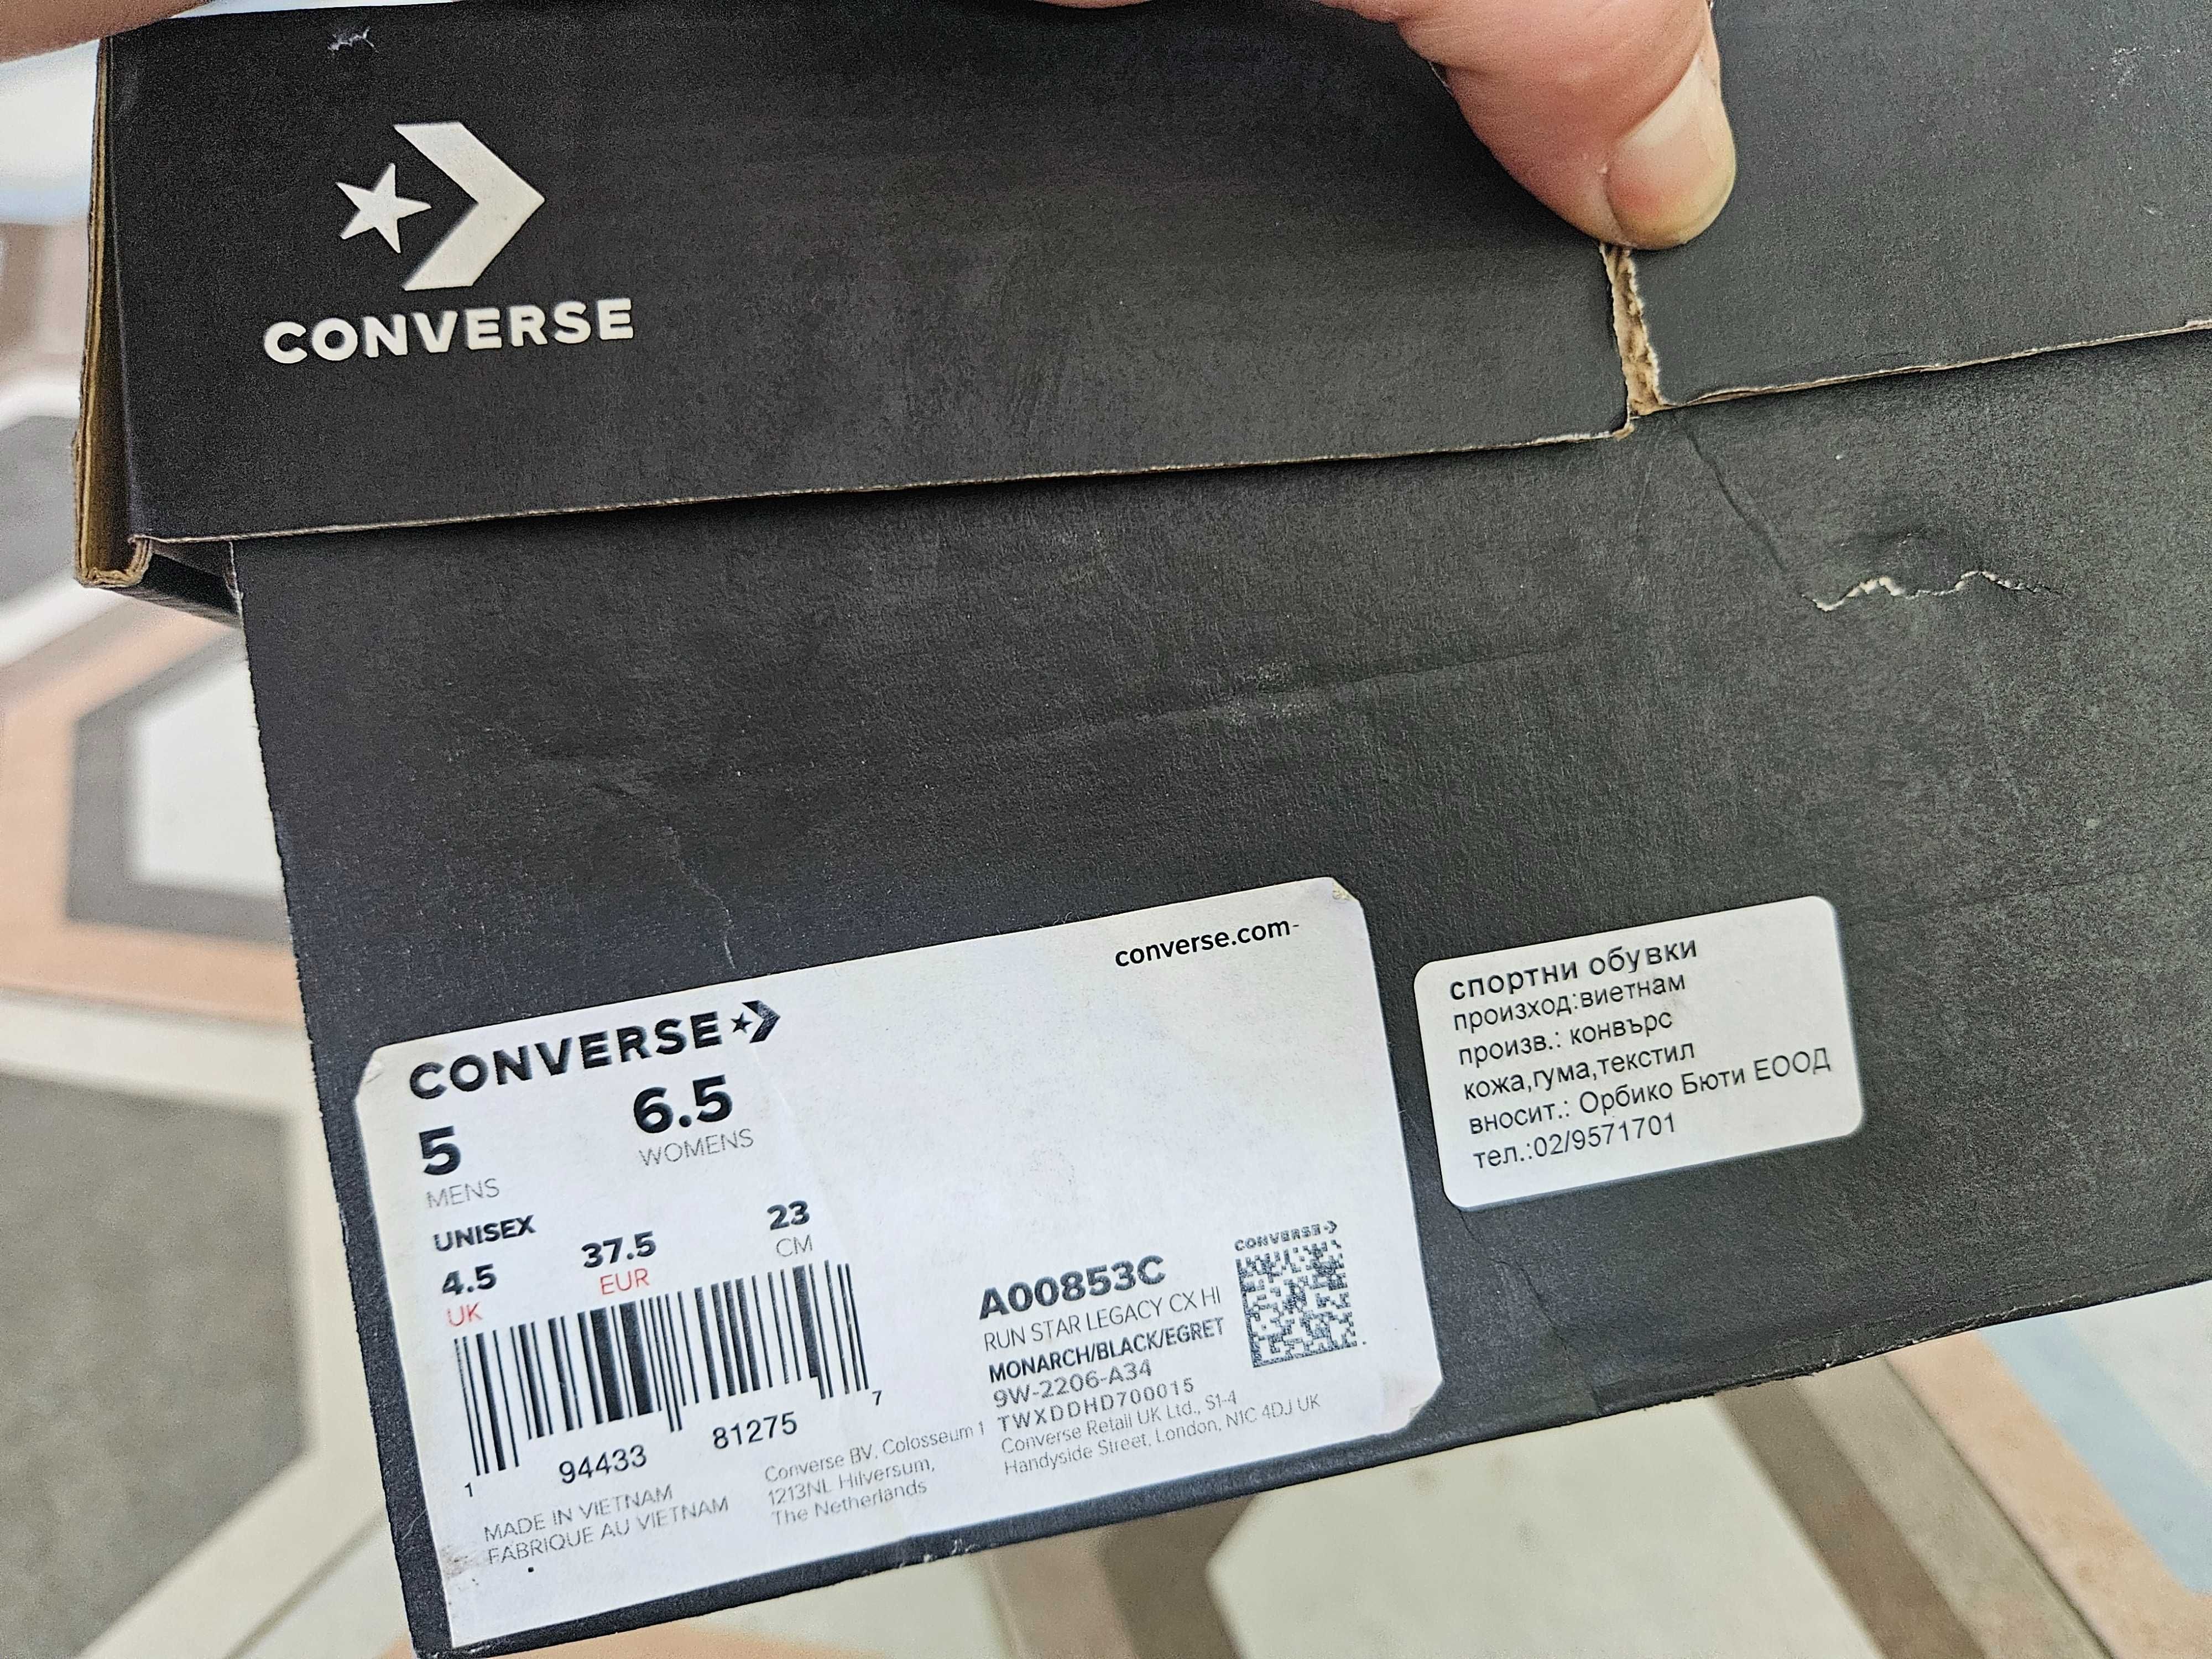 CONVERSE
converse.com
CONVERSE
5
MENS
6.5
WOMENS
UNISEX
4.5
UK
37.5
EUR
23
CM
1 94433 81275 7
MADE IN VIETNAM
FABRIQUE AU VIETNAM
Converse BV, Colosseum 1
1213NL Hilversum,
The Netherlands
A00853C
RUN STAR LEGACY CX HI
MONARCH/BLACK/EGRET
9W-2206-A34
TWXDDHD700015
Converse Retail UK Ltd., S1-4
Handyside Street, London, N1C 4DJ UK
CONVERSE
спортни обувки
произход:виетнам
произв.: конвърс
кожа,гума,текстил
вносит.: Орбико Бюти ЕООД
тел.:02/9571701